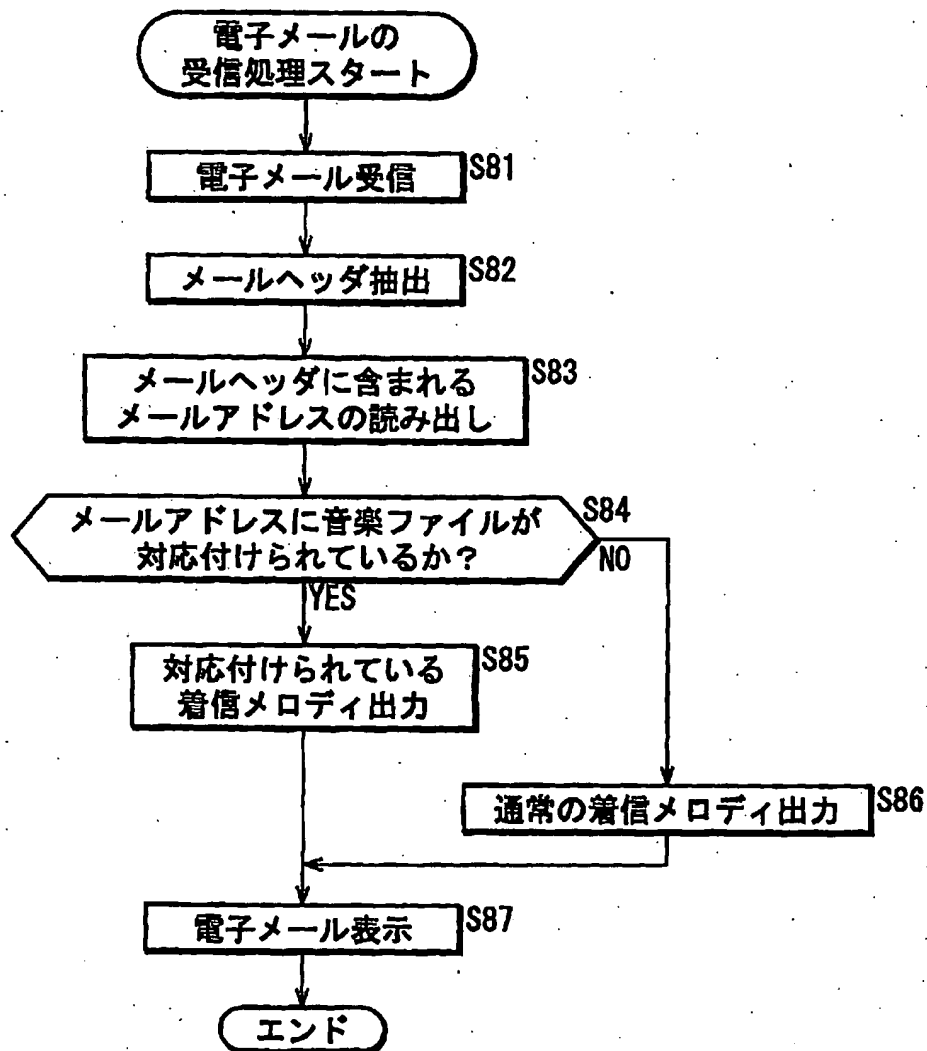 電子メールの
受信処理スタート
電子メール受信 S81
メールヘッダ抽出 S82
メールヘッダに含まれる S83
メールアドレスの読み出し
メールアドレスに音楽ファイルが S84
対応付けられているか？ NO
YES
対応付けられている S85
着信メロディ出力
通常の着信メロディ出力 S86
電子メール表示 S87
エンド